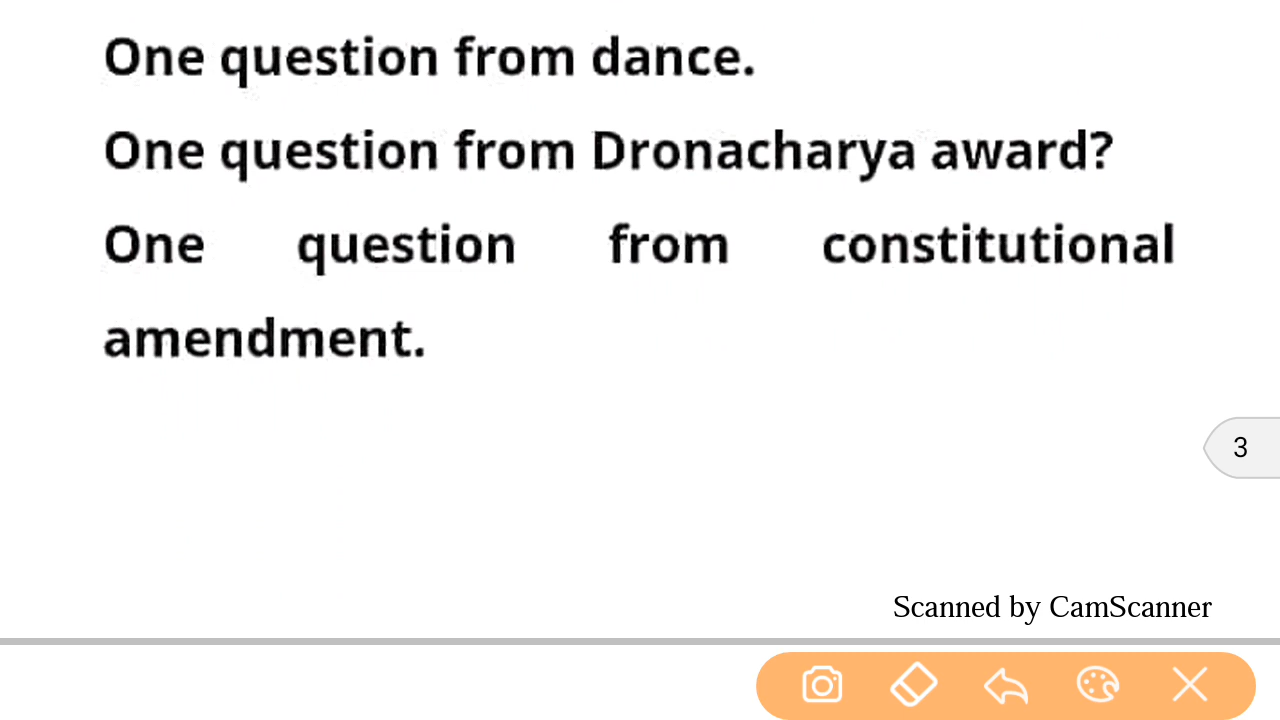 One question from dance.
One question from Dronacharya award?
One question from constitutional
amendment.
3
Scanned by CamScanner